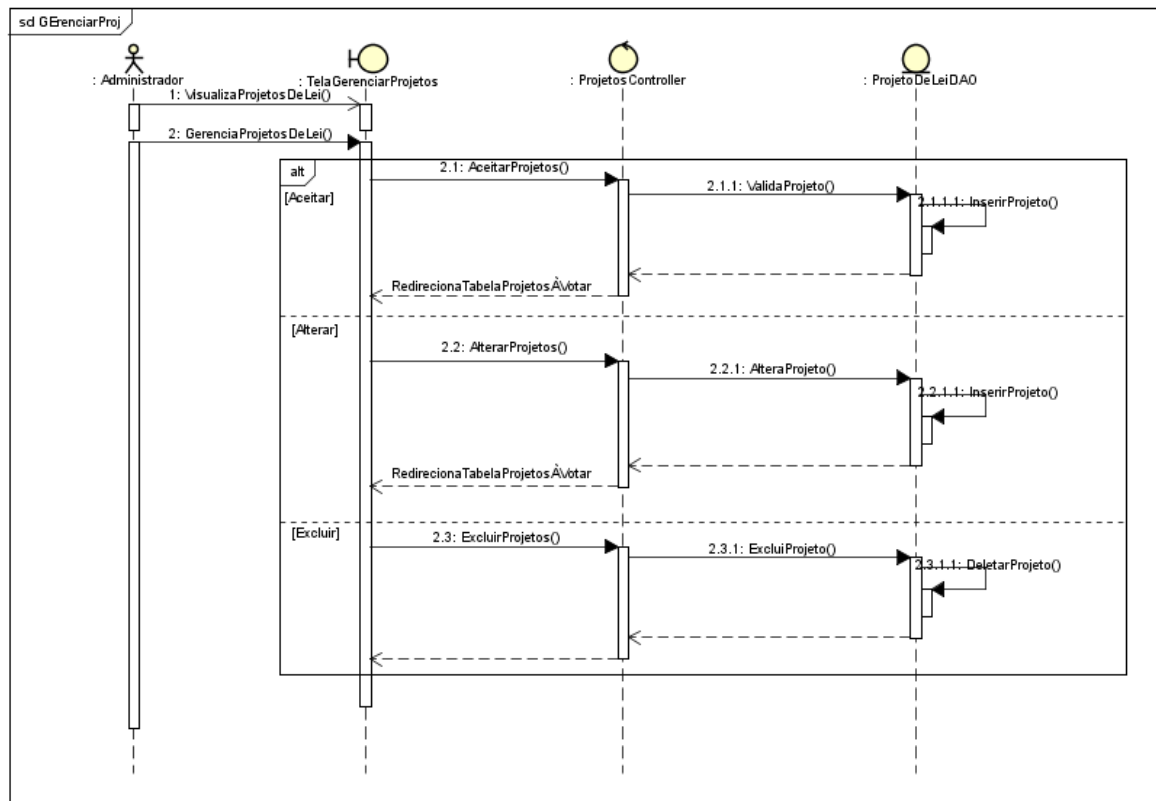 sd GErenciarProj
: Administrador
: TelaGerenciarProjetos
: ProjetosController
: ProjetoDeLeiDAO
1: VisualizaProjetosDeLei()
2: GerenciaProjetosDeLei()
alt
[Aceitar]
2.1: AceitarProjetos()
2.1.1: ValidaProjeto()
2.1.1.1: InserirProjeto()
RedirecionaTabelaProjetosÀVotar
[Alterar]
2.2: AlterarProjetos()
2.2.1: AlteraProjeto()
2.2.1.1: InserirProjeto()
RedirecionaTabelaProjetosÀVotar
[Excluir]
2.3: ExcluirProjetos()
2.3.1: ExcluiProjeto()
2.3.1.1: DeletarProjeto()